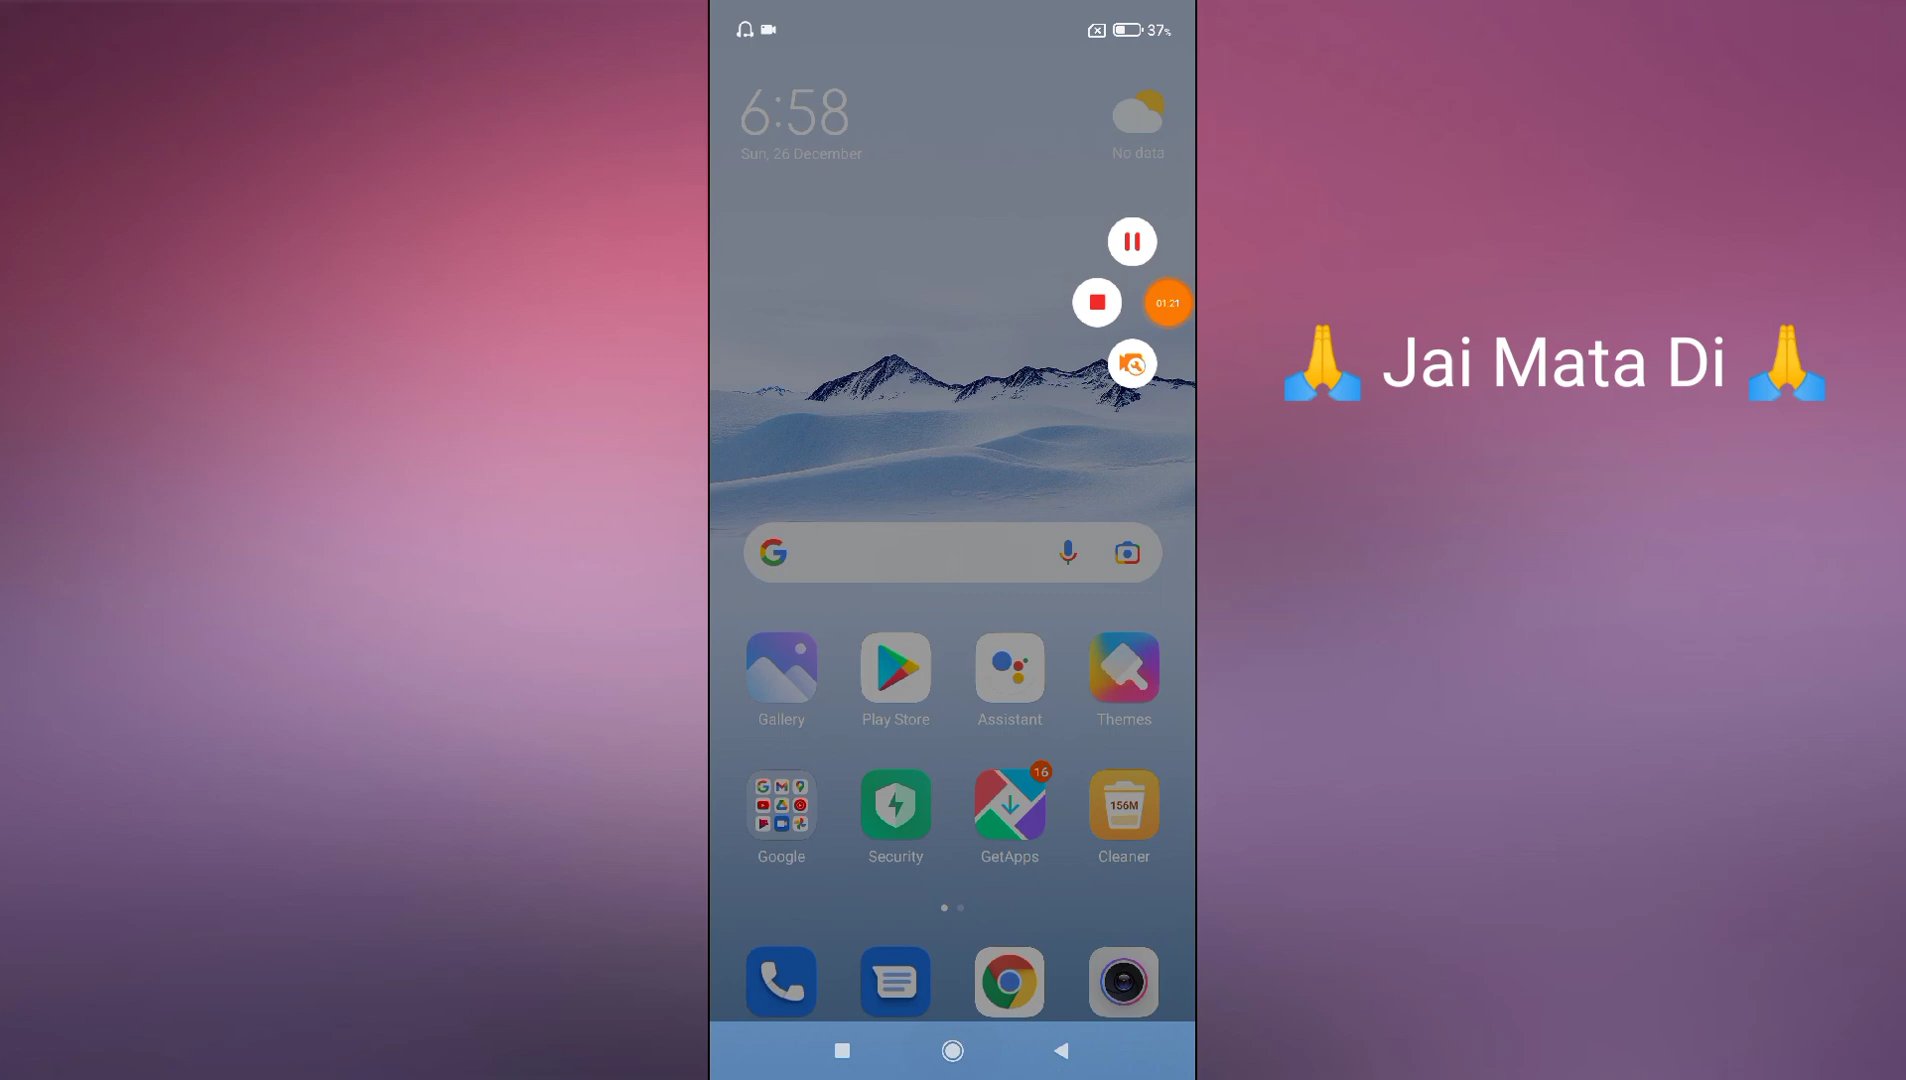 37%
6:58
Sun, 26 December
No data
01:21
🙏 Jai Mata Di 🙏
Gallery
Play Store
Assistant
Themes
16
156M
Google
Security
GetApps
Cleaner